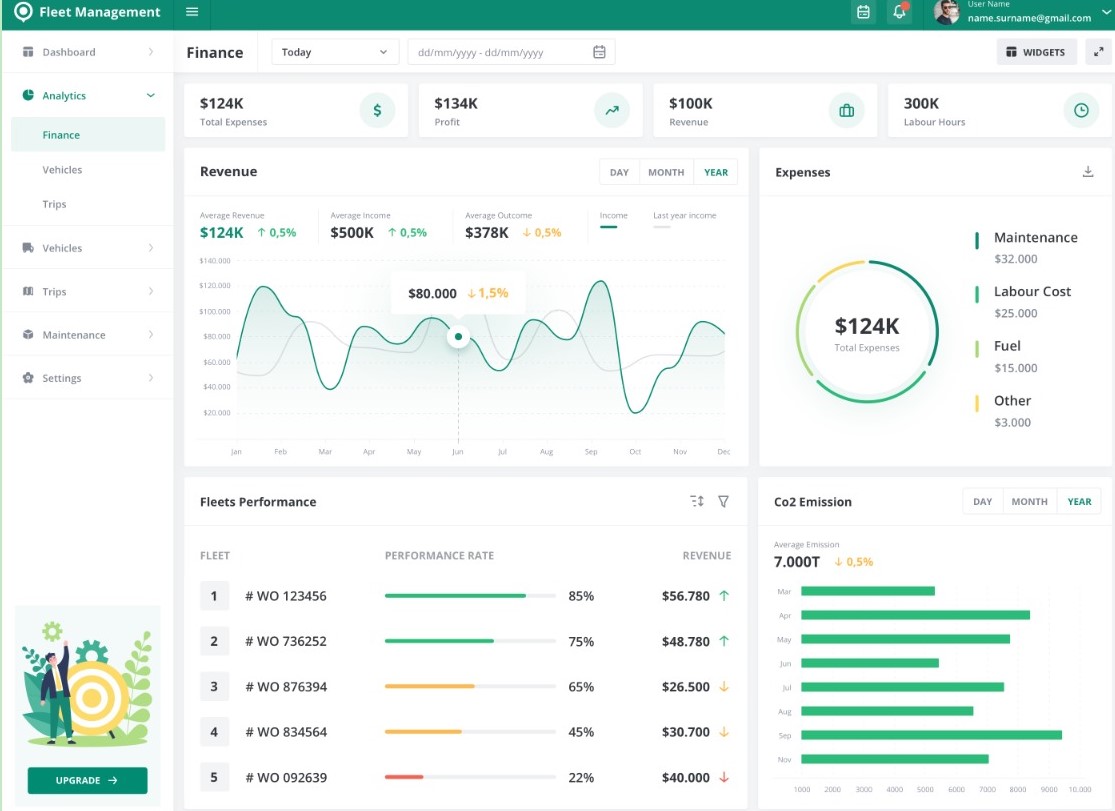 Fleet Management
User Name
name.surname@gmail.com
Dashboard
Analytics
Finance
Vehicles
Trips
Vehicles
Trips
Maintenance
Settings
UPGRADE →
Finance
Today
dd/mm/yyyy - dd/mm/yyyy
WIDGETS
$124K
Total Expenses
$
$134K
Profit
$100K
Revenue
300K
Labour Hours
Revenue
DAY MONTH YEAR
Average Revenue
$124K ↑ 0,5%
Average Income
$500K ↑ 0,5%
Average Outcome
$378K ↓ 0,5%
Income
Last year income
$140.000
$120.000
$100.000
$80.000
$60.000
$40.000
$20.000
$80.000 ↓ 1,5%
Jan Feb Mar Apr May Jun Jul Aug Sep Oct Nov Dec
Expenses
$124K
Total Expenses
Maintenance
$32.000
Labour Cost
$25.000
Fuel
$15.000
Other
$3.000
Fleets Performance
FLEET PERFORMANCE RATE REVENUE
1 # WO 123456 85% $56.780 ↑
2 # WO 736252 75% $48.780 ↑
3 # WO 876394 65% $26.500 ↓
4 # WO 834564 45% $30.700 ↓
5 # WO 092639 22% $40.000 ↓
Co2 Emission
DAY MONTH YEAR
Average Emission
7.000T ↓ 0,5%
Mar
Apr
May
Jun
Jul
Aug
Sep
Nov
1000 2000 3000 4000 5000 6000 7000 8000 9000 10.000